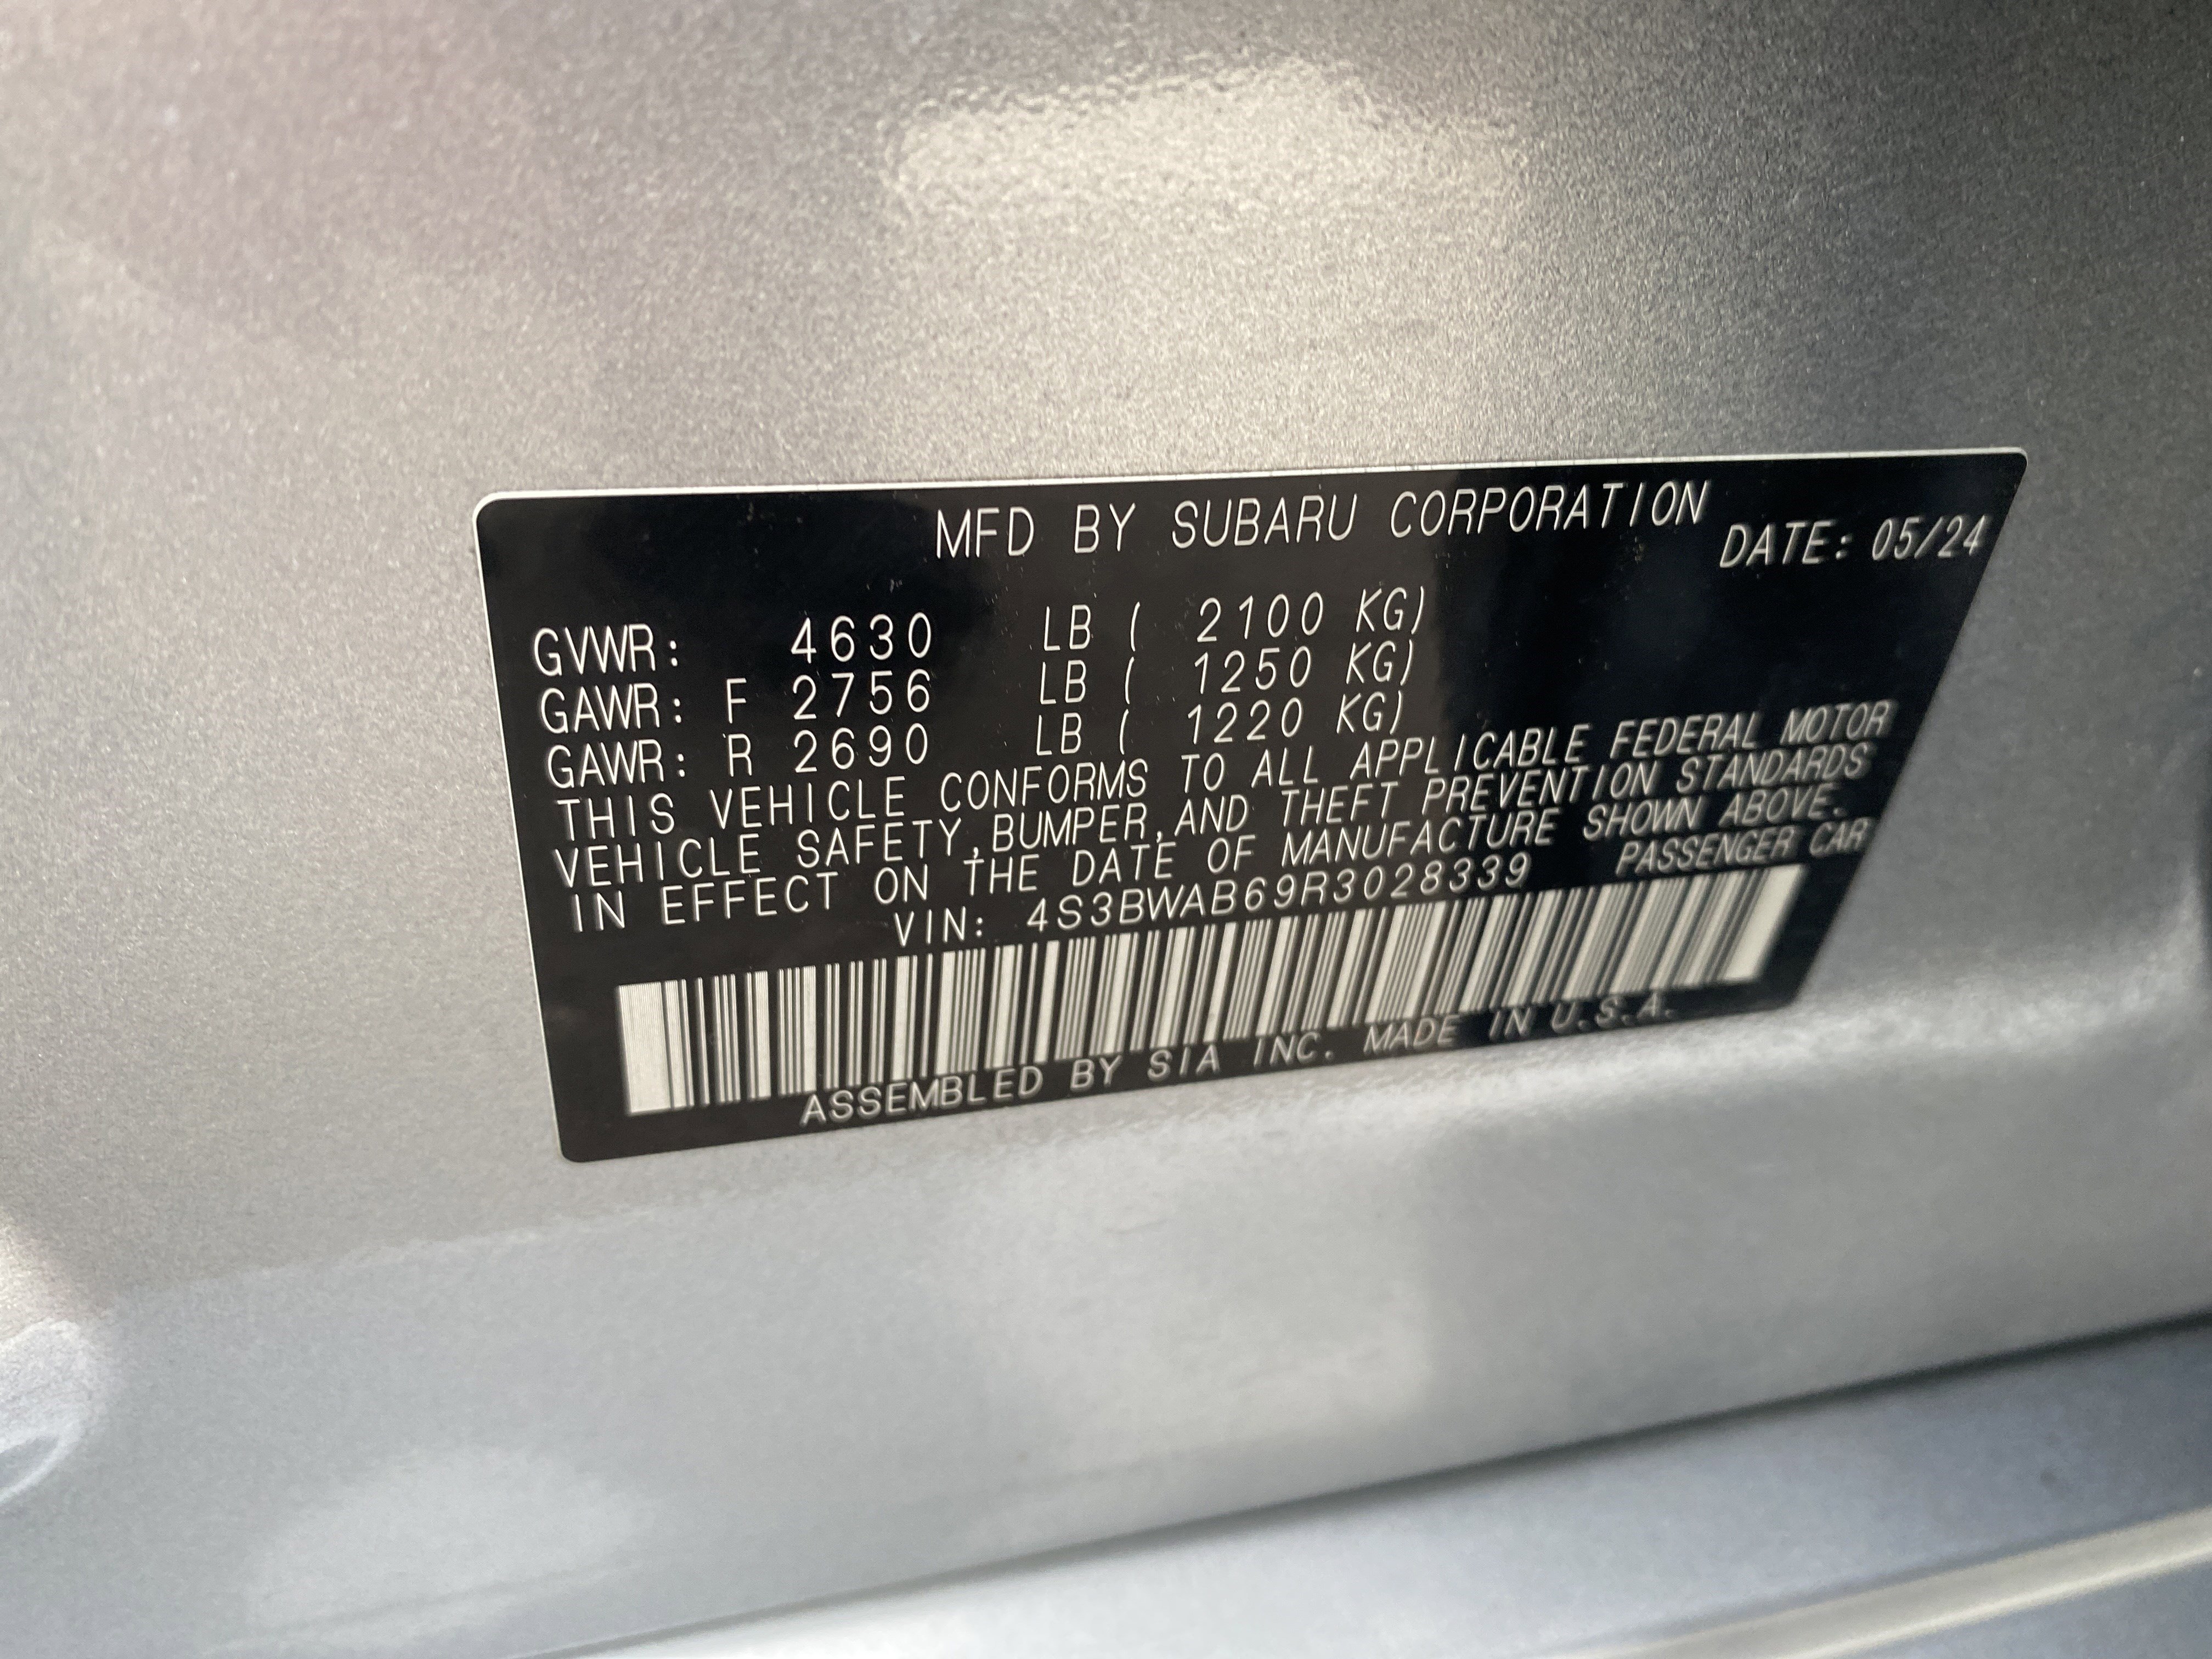 MFD BY SUBARU CORPORATION
DATE: 05/24
GVWR: 4630 LB ( 2100 KG)
GAWR: F 2756 LB ( 1250 KG)
GAWR: R 2690 LB ( 1220 KG)
THIS VEHICLE CONFORMS TO ALL APPLICABLE FEDERAL MOTOR
VEHICLE SAFETY,BUMPER,AND THEFT PREVENTION STANDARDS
IN EFFECT ON THE DATE OF MANUFACTURE SHOWN ABOVE.
VIN: 4S3BWAB69R3028339 PASSENGER CAR
ASSEMBLED BY SIA INC. MADE IN U.S.A.